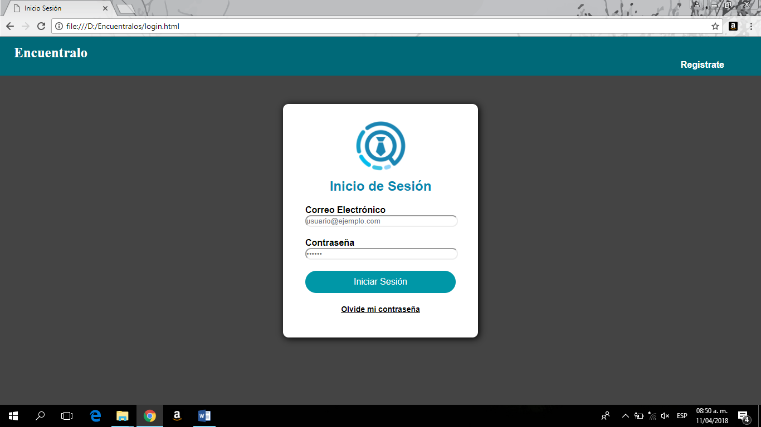 Inicio Sesión
file:///D:/Encuentralos/login.html
Encuentralo
Registrate
Inicio de Sesión
Correo Electrónico
usuario@ejemplo.com
Contraseña
••••••
Iniciar Sesión
Olvide mi contraseña
ESP
08:50 a. m.
11/04/2018
4